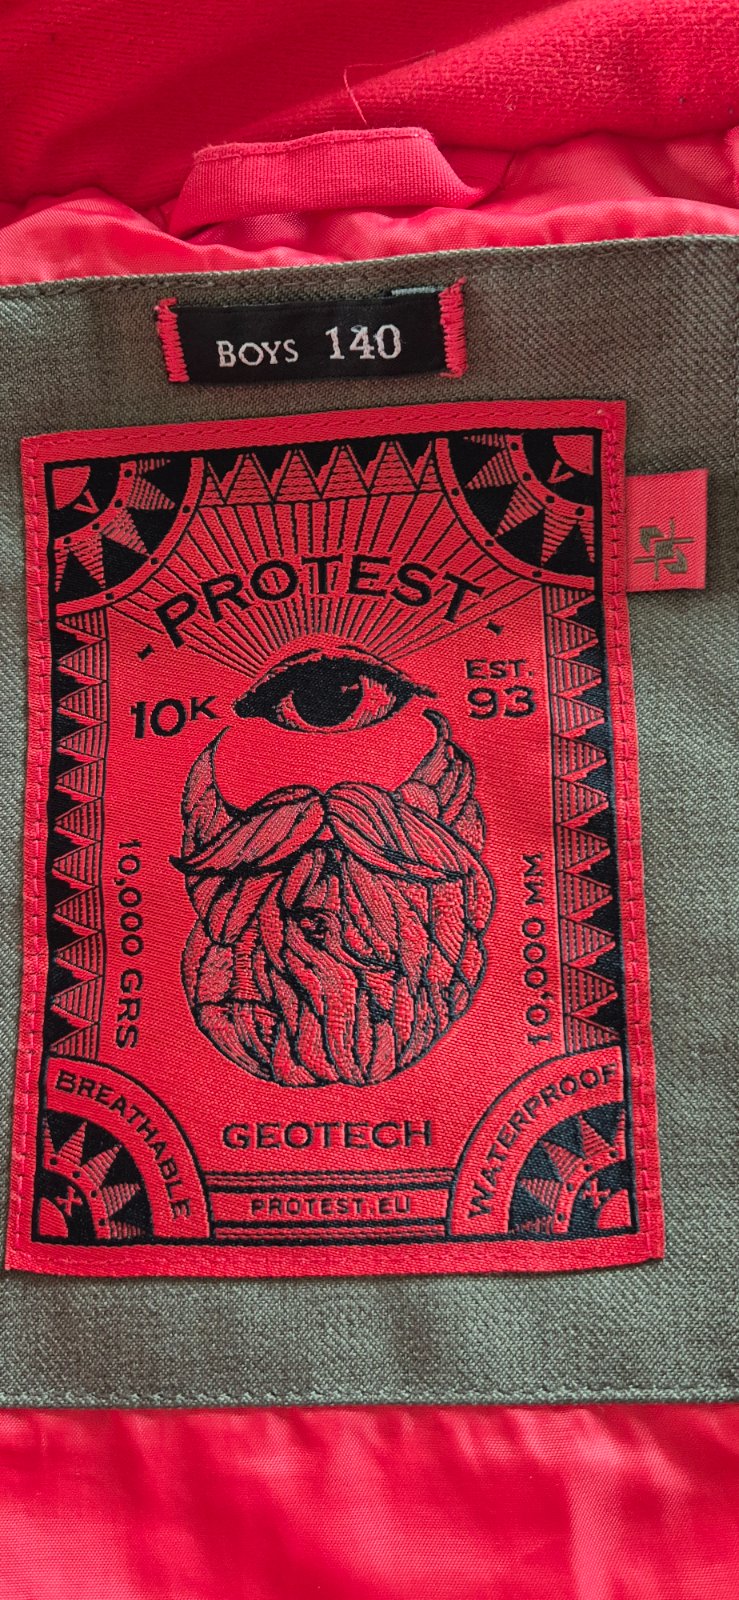 BOYS 140
PROTEST
10K
EST.
93
10,000 GRS
10,000 MM
BREATHABLE
GEOTECH
WATERPROOF
PROTEST.EU